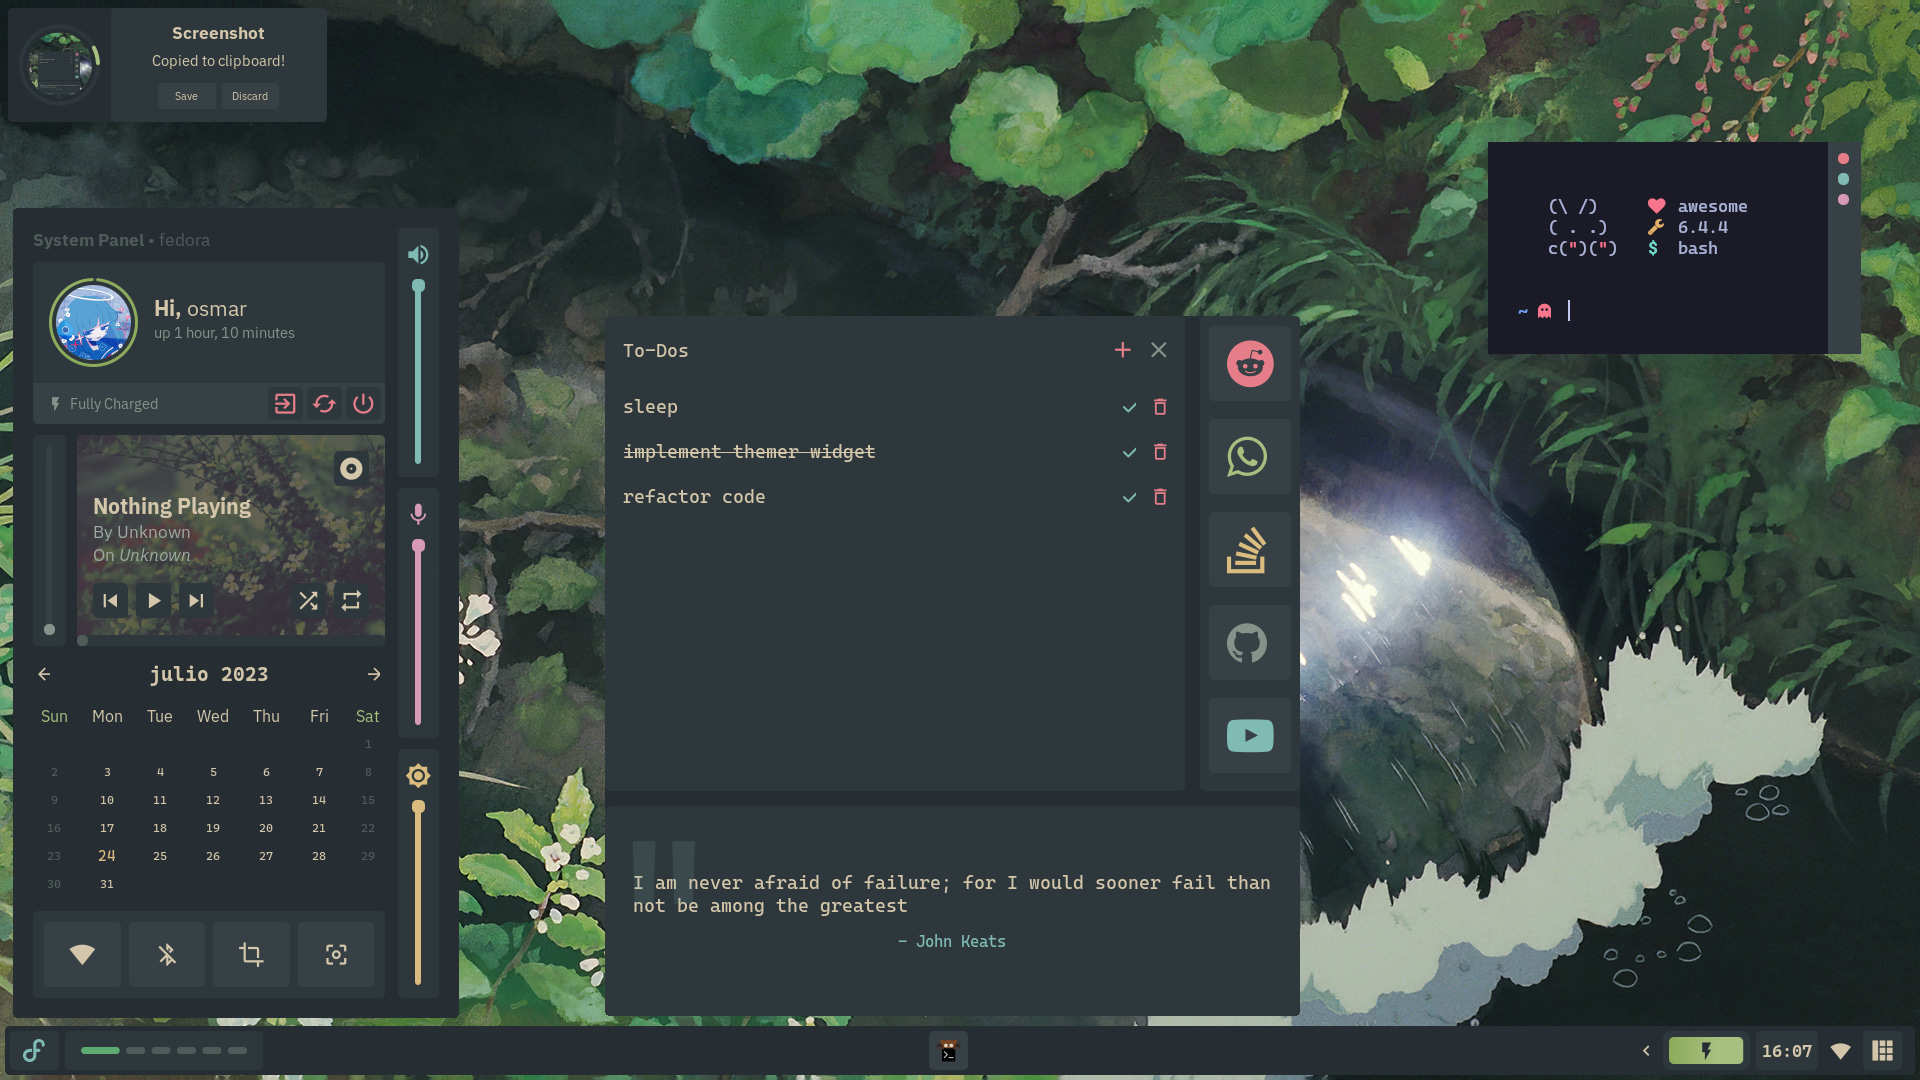 Screenshot
Copied to clipboard!
Save Discard
System Panel • fedora
Hi, osmar
up 1 hour, 10 minutes
Fully Charged
Nothing Playing
By Unknown
On Unknown
julio 2023
Sun Mon Tue Wed Thu Fri Sat
1
2 3 4 5 6 7 8
9 10 11 12 13 14 15
16 17 18 19 20 21 22
23 24 25 26 27 28 29
30 31
To-Dos
sleep
implement themer widget
refactor code
"
I am never afraid of failure; for I would sooner fail than
not be among the greatest
- John Keats
(\ /) awesome
( . .) 6.4.4
c(")(") $ bash
~
>_
16:07